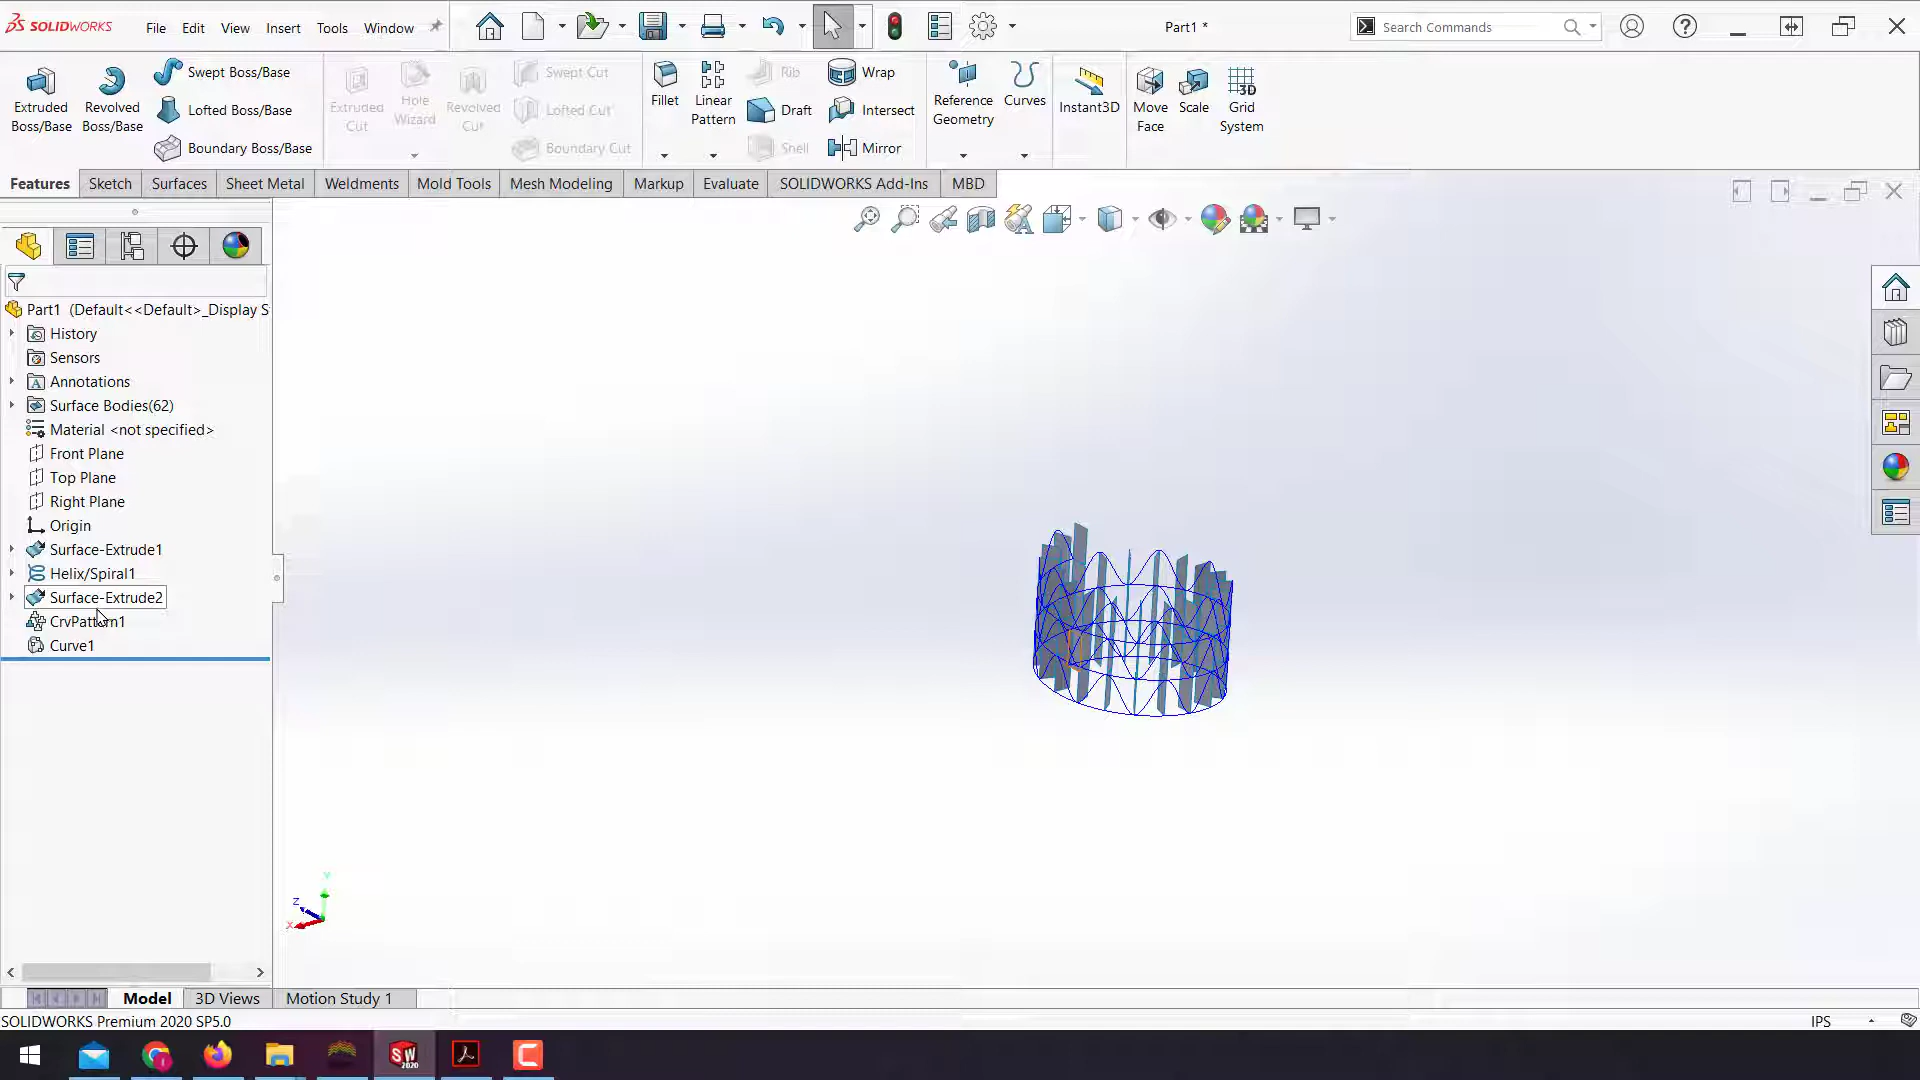 SOLIDWORKS File Edit View Insert Tools Window Part1 * Search Commands
Extruded Boss/Base
Revolved Boss/Base
Swept Boss/Base
Lofted Boss/Base
Boundary Boss/Base
Extruded Cut
Hole Wizard
Revolved Cut
Swept Cut
Lofted Cut
Boundary Cut
Fillet
Linear Pattern
Rib
Draft
Shell
Wrap
Intersect
Mirror
Reference Geometry
Curves
Instant3D
Move Face
Scale
Grid System
Features Sketch Surfaces Sheet Metal Weldments Mold Tools Mesh Modeling Markup Evaluate SOLIDWORKS Add-Ins MBD
Part1 (Default<<Default>_Display S
History
Sensors
Annotations
Surface Bodies(62)
Material <not specified>
Front Plane
Top Plane
Right Plane
Origin
Surface-Extrude1
Helix/Spiral1
Surface-Extrude2
CrvPattern1
Curve1
Y
Z
X
Model 3D Views Motion Study 1
SOLIDWORKS Premium 2020 SP5.0 IPS
SW
2020